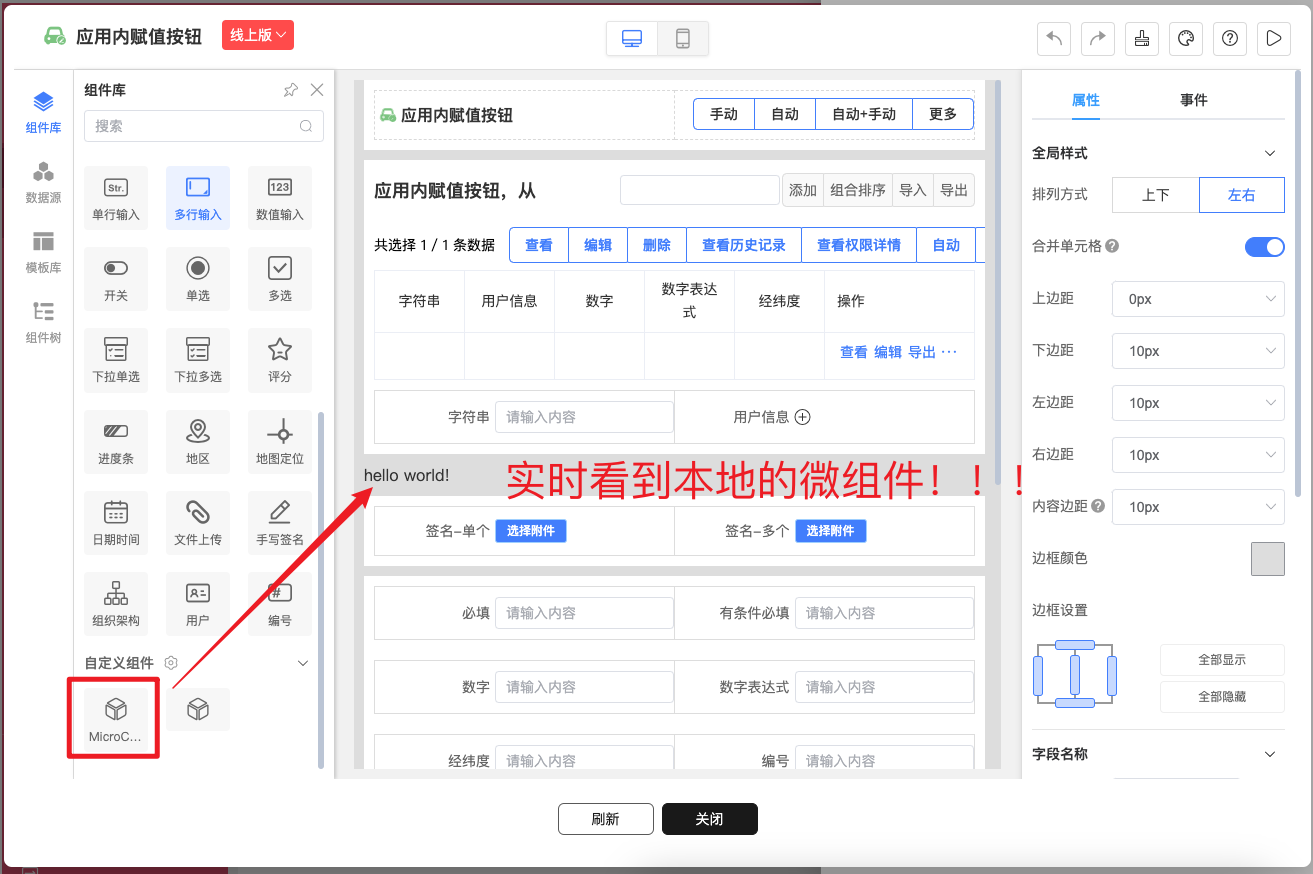 应用内赋值按钮 线上版
组件库
数据源
模板库
组件树
组件库
搜索
Str. 123
单行输入 多行输入 数值输入
开关 单选 多选
下拉单选 下拉多选 评分
进度条 地区 地图定位
日期时间 文件上传 手写签名
组织架构 用户 编号
自定义组件
MicroC...
应用内赋值按钮 手动 自动 自动+手动 更多
应用内赋值按钮，从 添加 组合排序 导入 导出
共选择 1 / 1 条数据 查看 编辑 删除 查看历史记录 查看权限详情 自动
字符串 用户信息 数字 数字表达式 经纬度 操作
查看 编辑 导出 ···
字符串 请输入内容 用户信息
hello world!
实时看到本地的微组件！！！
签名-单个 选择附件 签名-多个 选择附件
必填 请输入内容 有条件必填 请输入内容
数字 请输入内容 数字表达式 请输入内容
经纬度 请输入内容 编号 请输入内容
属性 事件
全局样式
排列方式 上下 左右
合并单元格
上边距 0px
下边距 10px
左边距 10px
右边距 10px
内容边距 10px
边框颜色
边框设置
全部显示
全部隐藏
字段名称
刷新 关闭